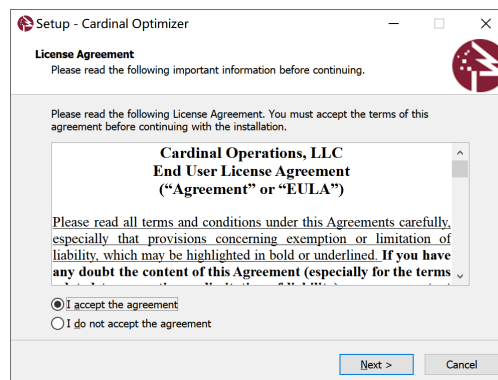 Setup - Cardinal Optimizer
License Agreement
Please read the following important information before continuing.
Please read the following License Agreement. You must accept the terms of this
agreement before continuing with the installation.
Cardinal Operations, LLC
End User License Agreement
(“Agreement” or “EULA”)
Please read all terms and conditions under this Agreements carefully,
especially that provisions concerning exemption or limitation of
liability, which may be highlighted in bold or underlined. If you have
any doubt the content of this Agreement (especially for the terms
I accept the agreement
I do not accept the agreement
Next >
Cancel